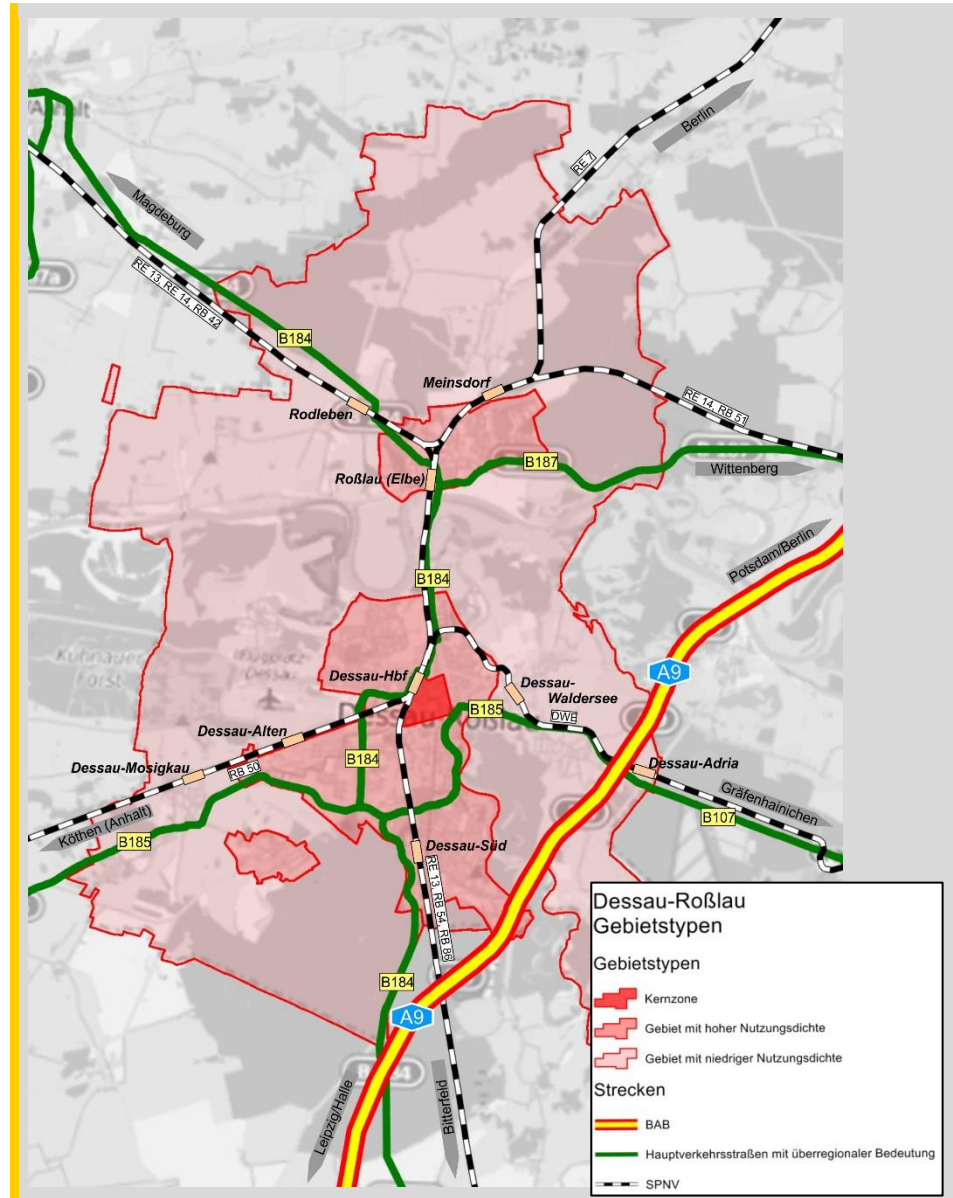 Berlin
RE 7
Magdeburg
RE 13, RE 14, RB 42
B184
Meinsdorf
Rodleben
RE 14, RB 51
B187
Wittenberg
Roßlau (Elbe)
Potsdam/Berlin
B184
A9
Dessau-Hbf
Dessau-
Waldersee
B185
DWE
Dessau-Alten
B184
Dessau-Mosigkau
RB 50
Dessau-Adria
Gräfenhainichen
B107
Köthen (Anhalt)
B185
Dessau-Süd
RE 13, RB 54, RB 86
B184
A9
Leipzig/Halle
Bitterfeld
Dessau-Roßlau
Gebietstypen
Gebietstypen
Kernzone
Gebiet mit hoher Nutzungsdichte
Gebiet mit niedriger Nutzungsdichte
Strecken
BAB
Hauptverkehrsstraßen mit überregionaler Bedeutung
SPNV